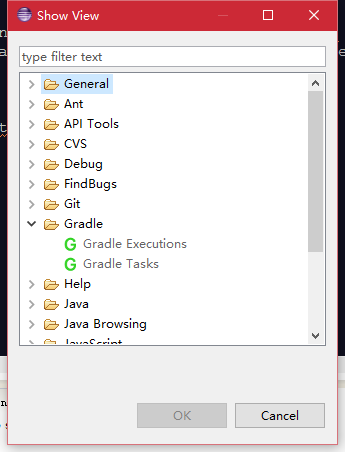 Show View
type filter text
General
Ant
API Tools
CVS
Debug
FindBugs
Git
Gradle
Gradle Executions
Gradle Tasks
Help
Java
Java Browsing
JavaScript
OK
Cancel